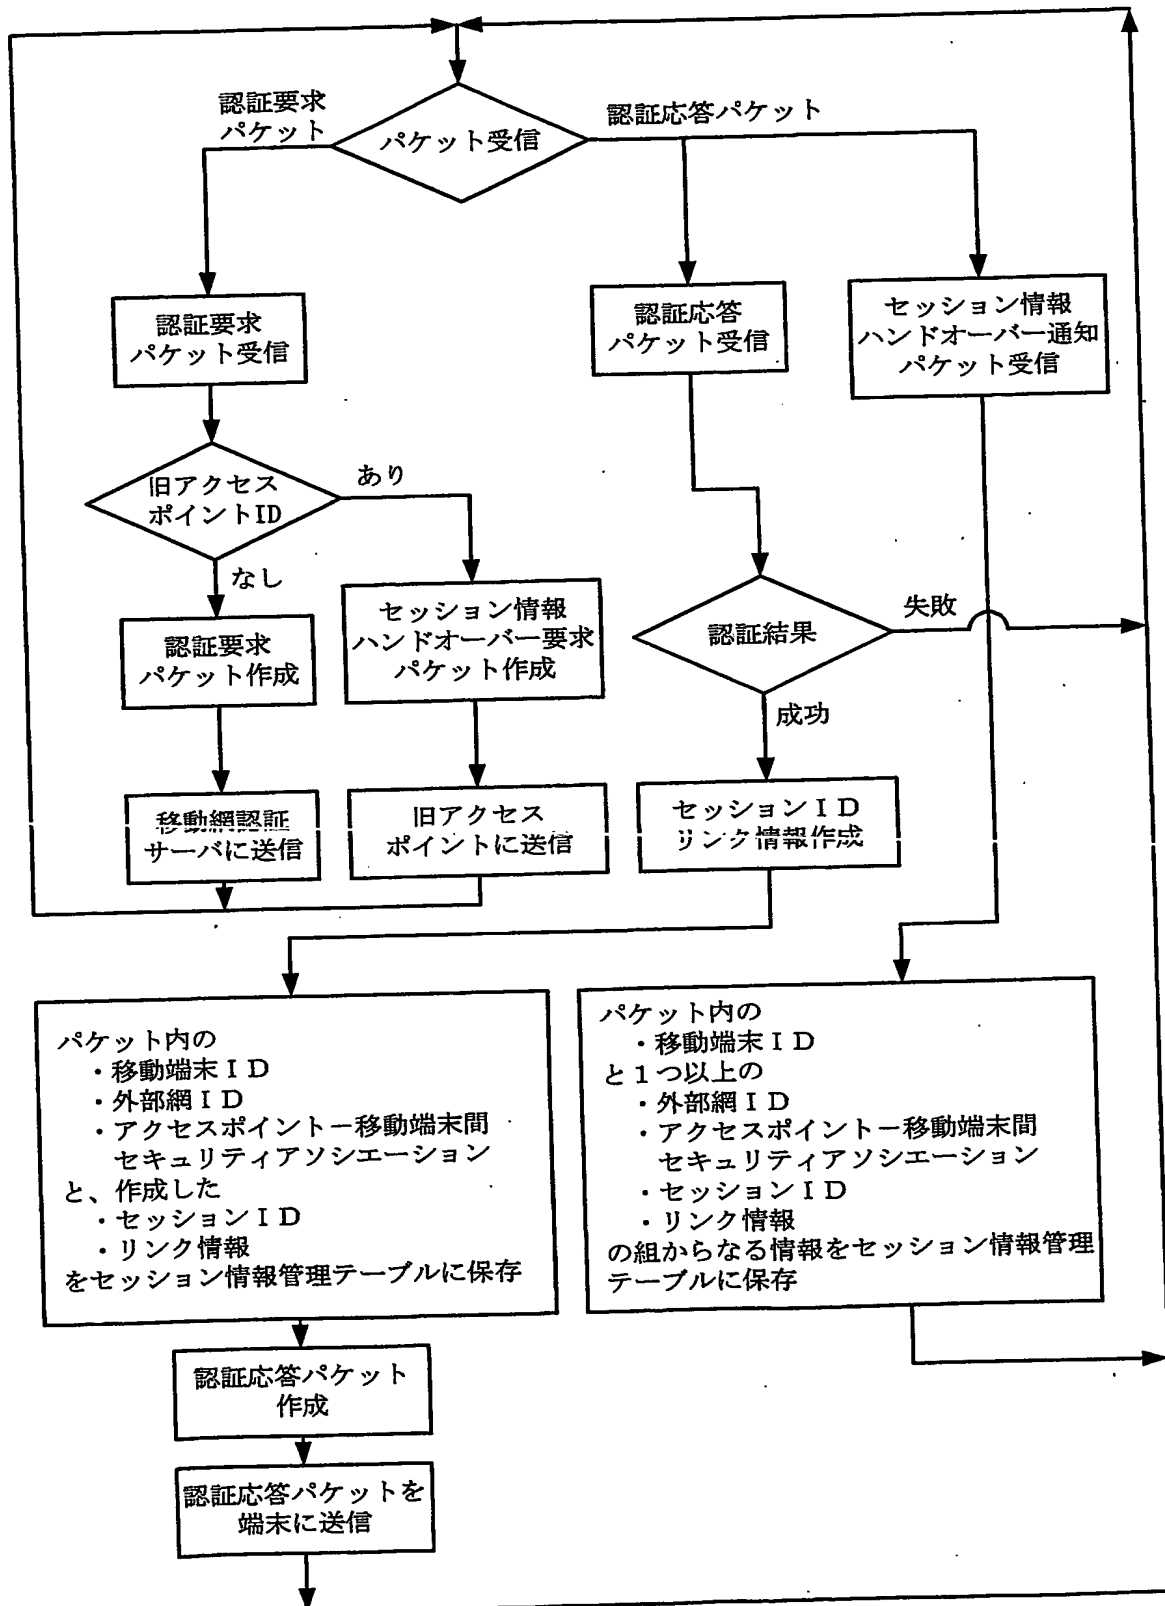 認証要求
パケット
パケット受信
認証応答パケット
認証要求
パケット受信
認証応答
パケット受信
セッション情報
ハンドオーバー通知
パケット受信
旧アクセス
ポイントID
あり
なし
認証要求
パケット作成
セッション情報
ハンドオーバー要求
パケット作成
認証結果
失敗
成功
移動網認証
サーバに送信
旧アクセス
ポイントに送信
セッションＩＤ
リンク情報作成
パケット内の
・移動端末ＩＤ
・外部網ＩＤ
・アクセスポイント－移動端末間
セキュリティアソシエーション
と、作成した
・セッションＩＤ
・リンク情報
をセッション情報管理テーブルに保存
パケット内の
・移動端末ＩＤ
と１つ以上の
・外部網ＩＤ
・アクセスポイント－移動端末間
セキュリティアソシエーション
・セッションＩＤ
・リンク情報
の組からなる情報をセッション情報管理
テーブルに保存
認証応答パケット
作成
認証応答パケットを
端末に送信